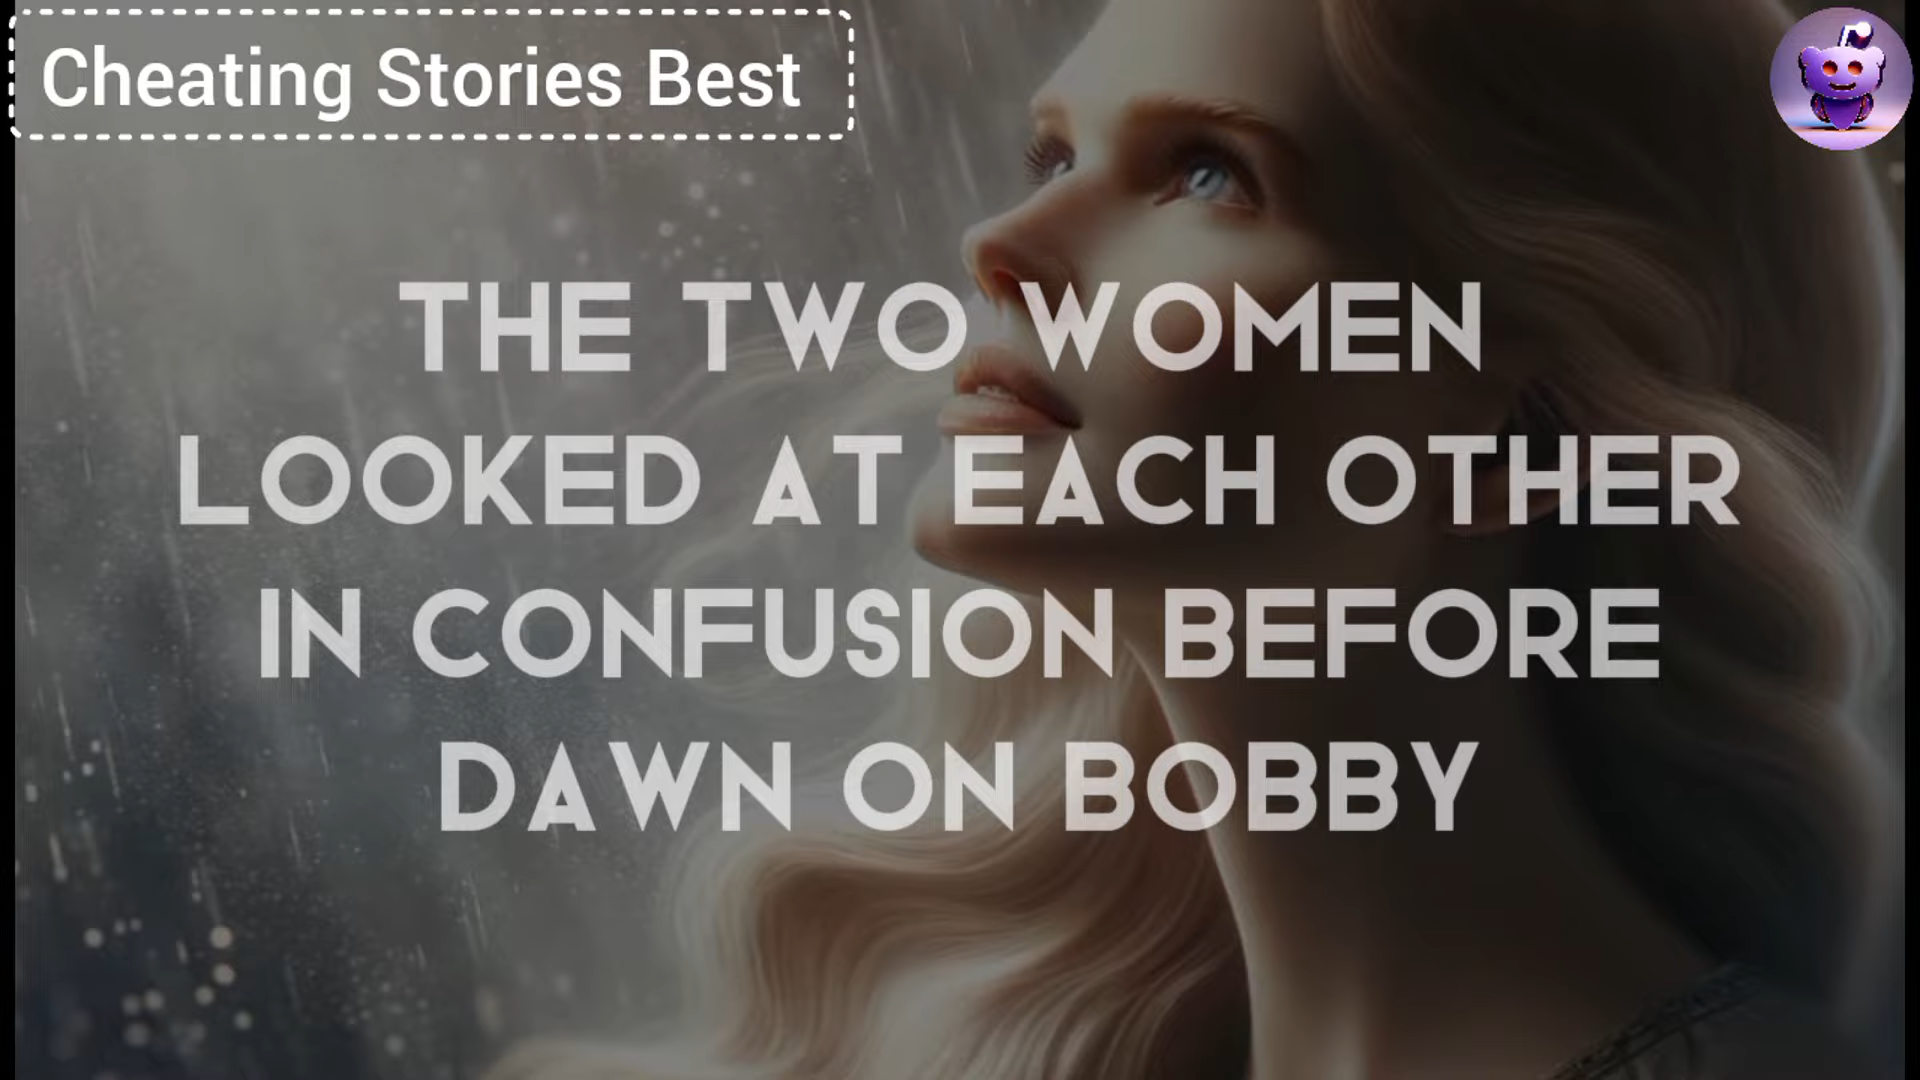 Cheating Stories Best
THE TWO WOMEN
LOOKED AT EACH OTHER
IN CONFUSION BEFORE
DAWN ON BOBBY